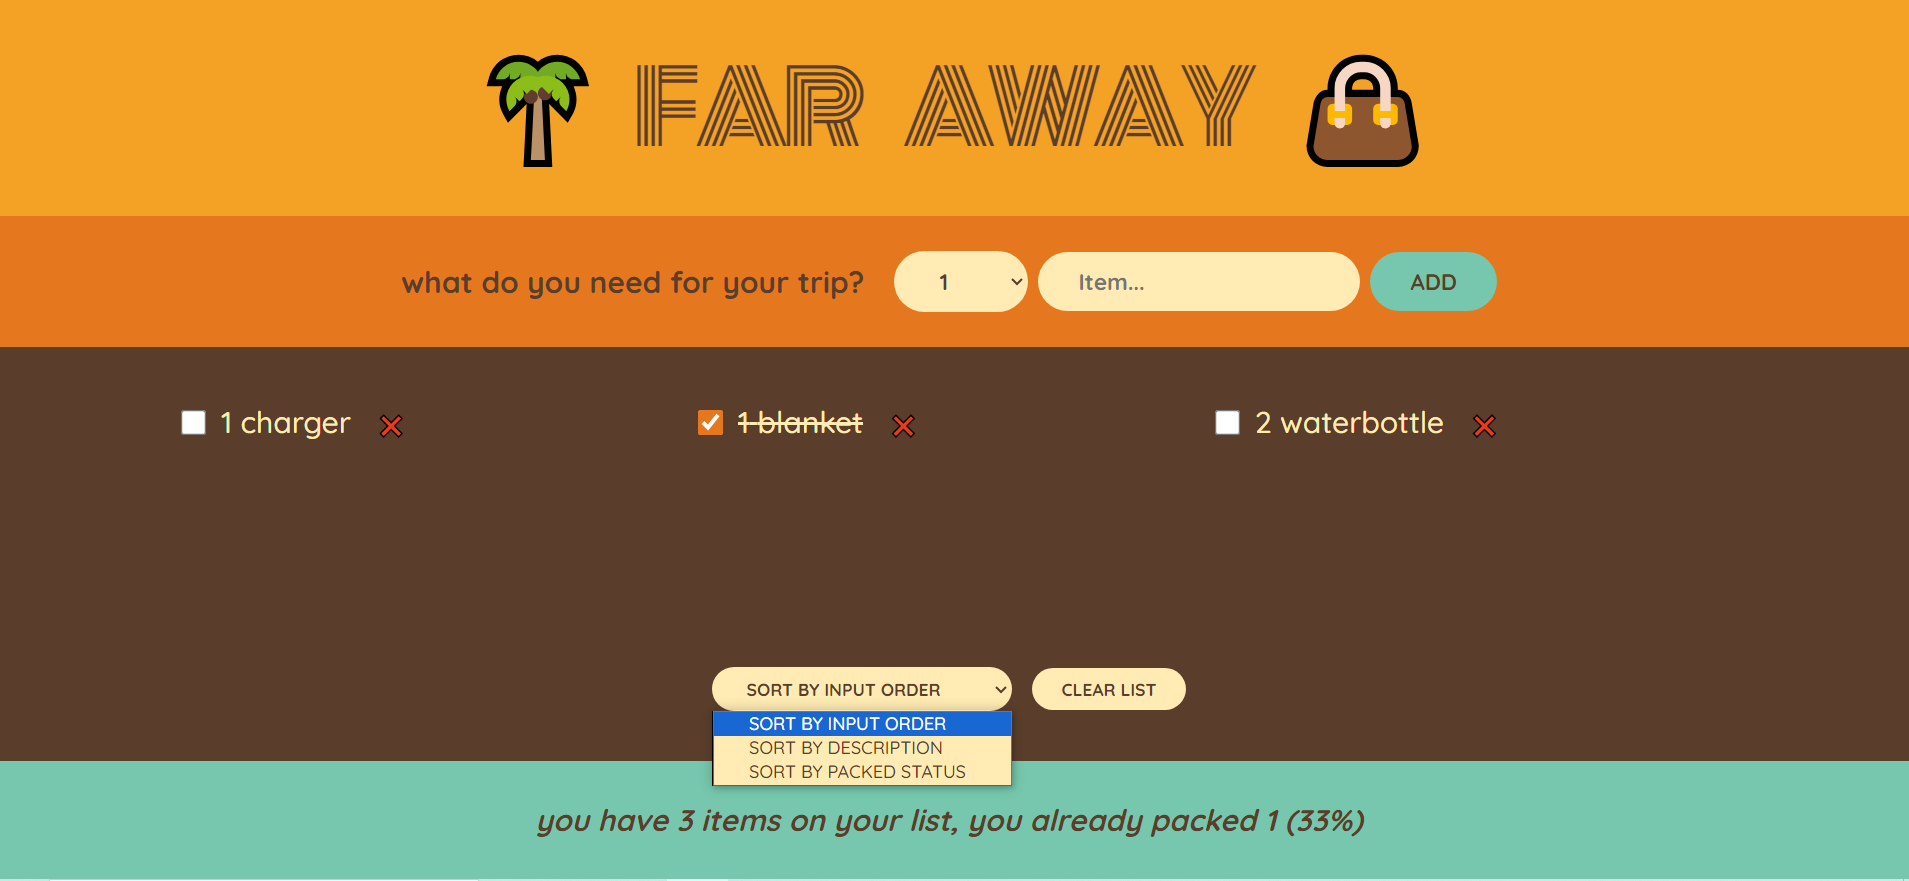 FAR AWAY
what do you need for your trip? 1 Item... ADD
1 charger 1 blanket 2 waterbottle
SORT BY INPUT ORDER CLEAR LIST
SORT BY INPUT ORDER
SORT BY DESCRIPTION
SORT BY PACKED STATUS
you have 3 items on your list, you already packed 1 (33%)